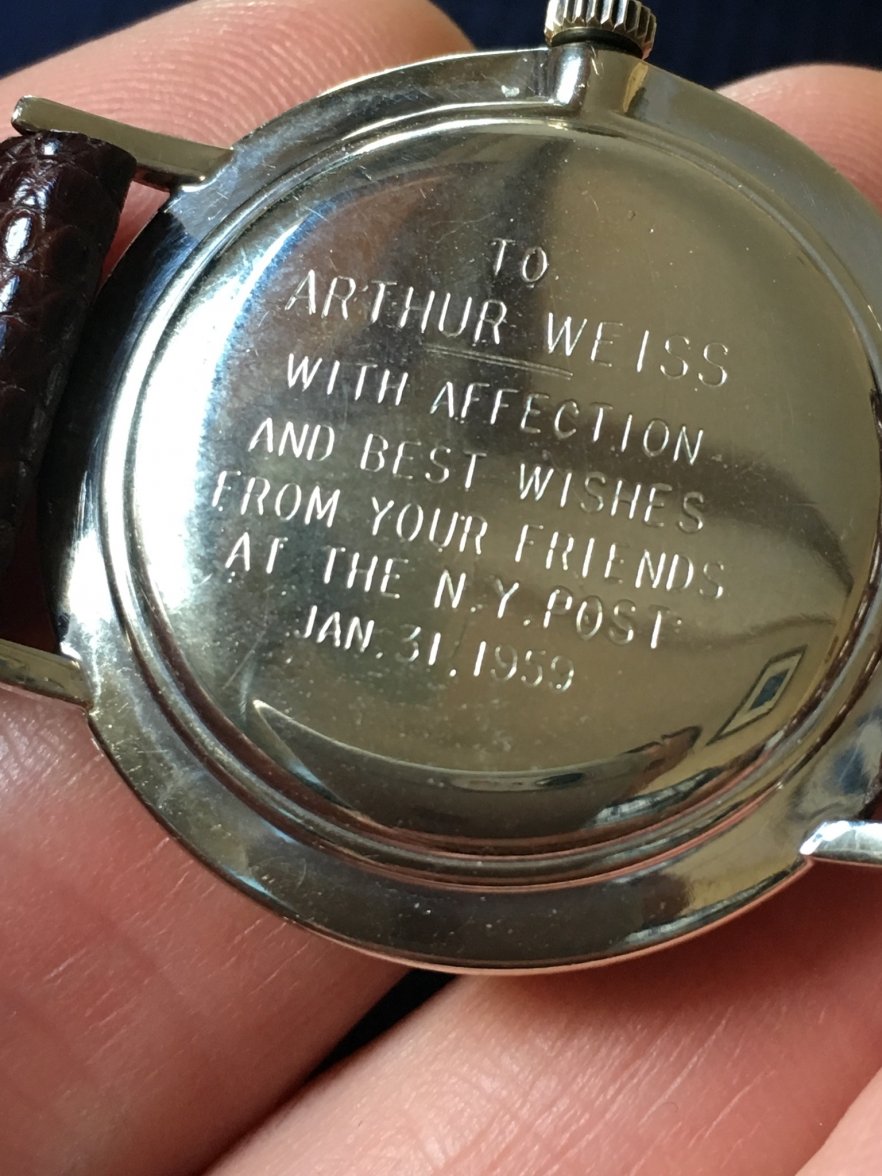 TO
ARTHUR WEISS
WITH AFFECTION
AND BEST WISHES
FROM YOUR FRIENDS
AT THE N.Y. POST
JAN. 31, 1959